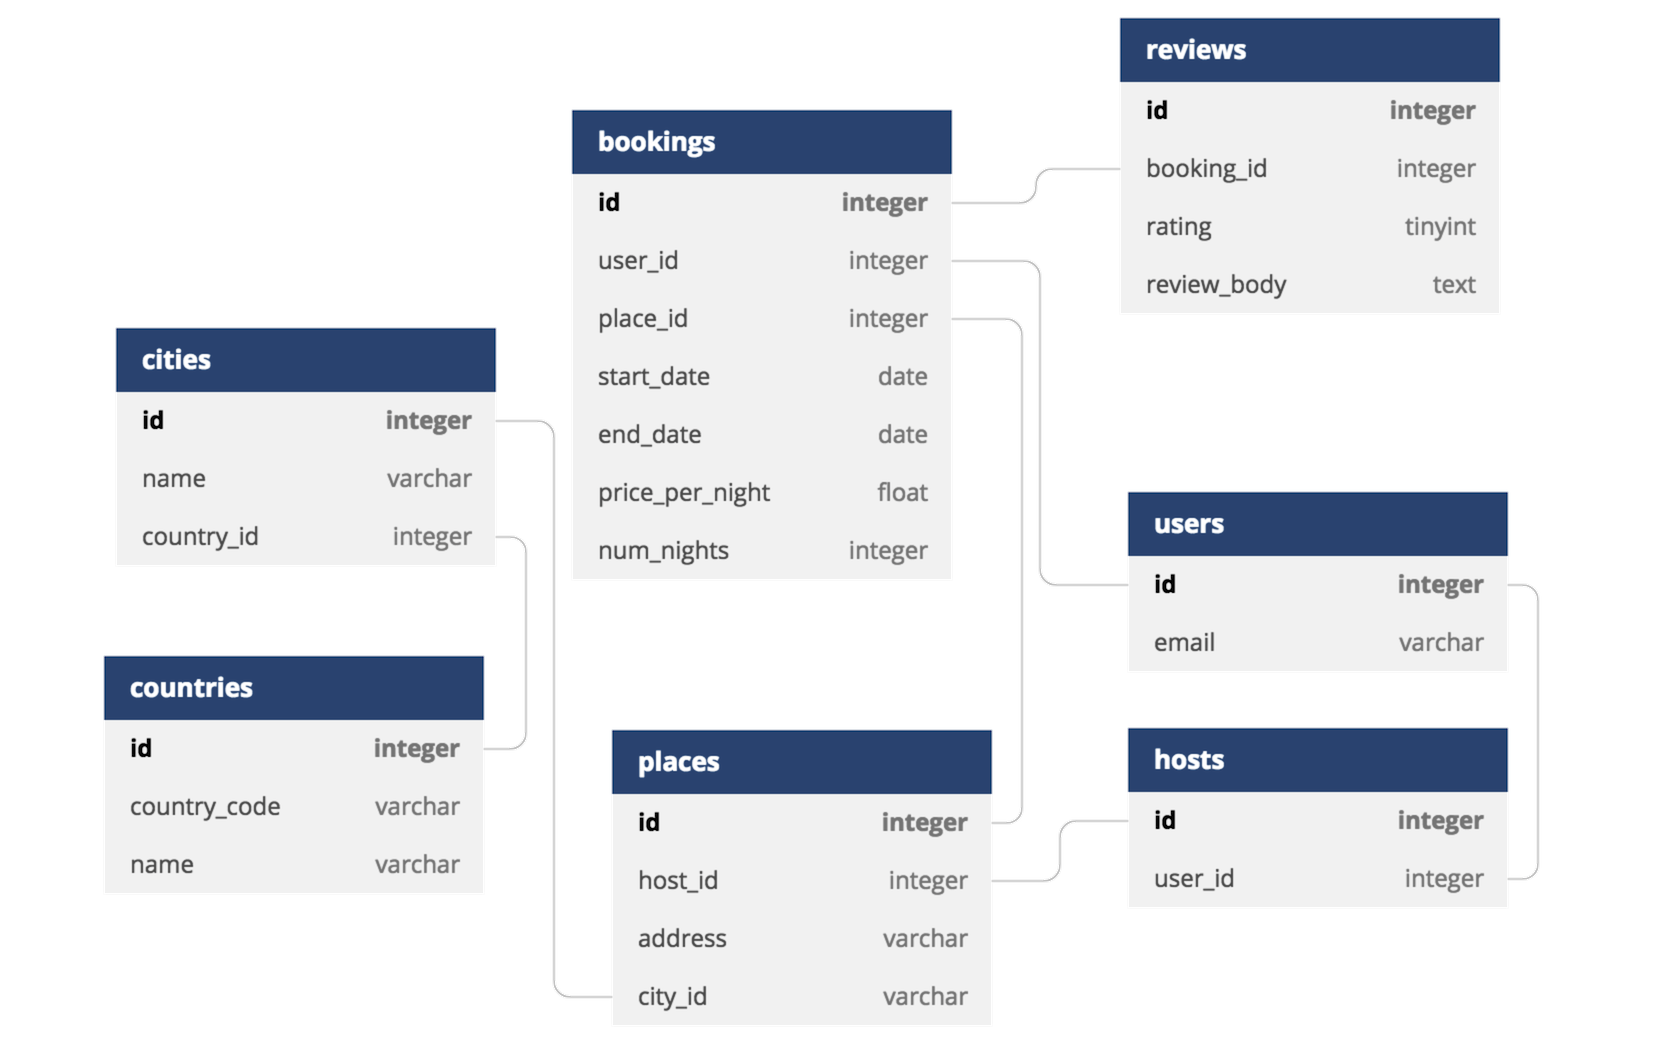 reviews
id integer
booking_id integer
rating tinyint
review_body text
bookings
id integer
user_id integer
place_id integer
start_date date
end_date date
price_per_night float
num_nights integer
cities
id integer
name varchar
country_id integer
users
id integer
email varchar
countries
id integer
country_code varchar
name varchar
places
id integer
host_id integer
address varchar
city_id varchar
hosts
id integer
user_id integer